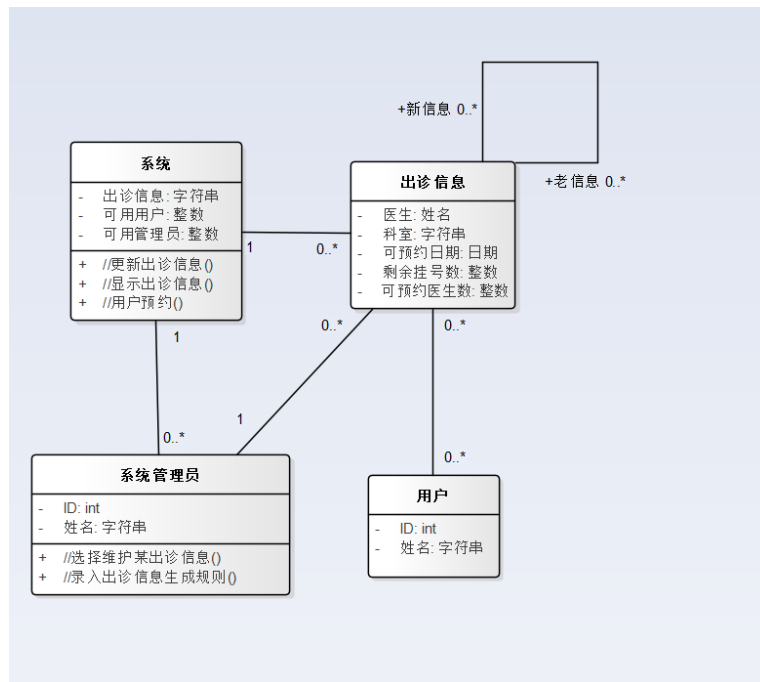 +新信息 0..*
+老信息 0..*
系统
- 出诊信息: 字符串
- 可用用户: 整数
- 可用管理员: 整数
+ //更新出诊信息()
+ //显示出诊信息()
+ //用户预约()
出诊信息
- 医生: 姓名
- 科室: 字符串
- 可预约日期: 日期
- 剩余挂号数: 整数
- 可预约医生数: 整数
1
0..*
1
0..*
0..*
1
0..*
0..*
系统管理员
- ID: int
- 姓名: 字符串
+ //选择维护某出诊信息()
+ //录入出诊信息生成规则()
用户
- ID: int
- 姓名: 字符串